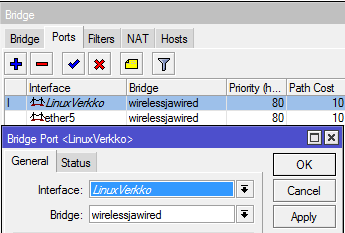 Bridge
Bridge Ports Filters NAT Hosts
Interface Bridge Priority (h... Path Cost
I LinuxVerkko wirelessjawired 80 10
ether5 wirelessjawired 80 10
Bridge Port <LinuxVerkko>
General Status
OK
Interface: LinuxVerkko
Cancel
Bridge: wirelessjawired
Apply